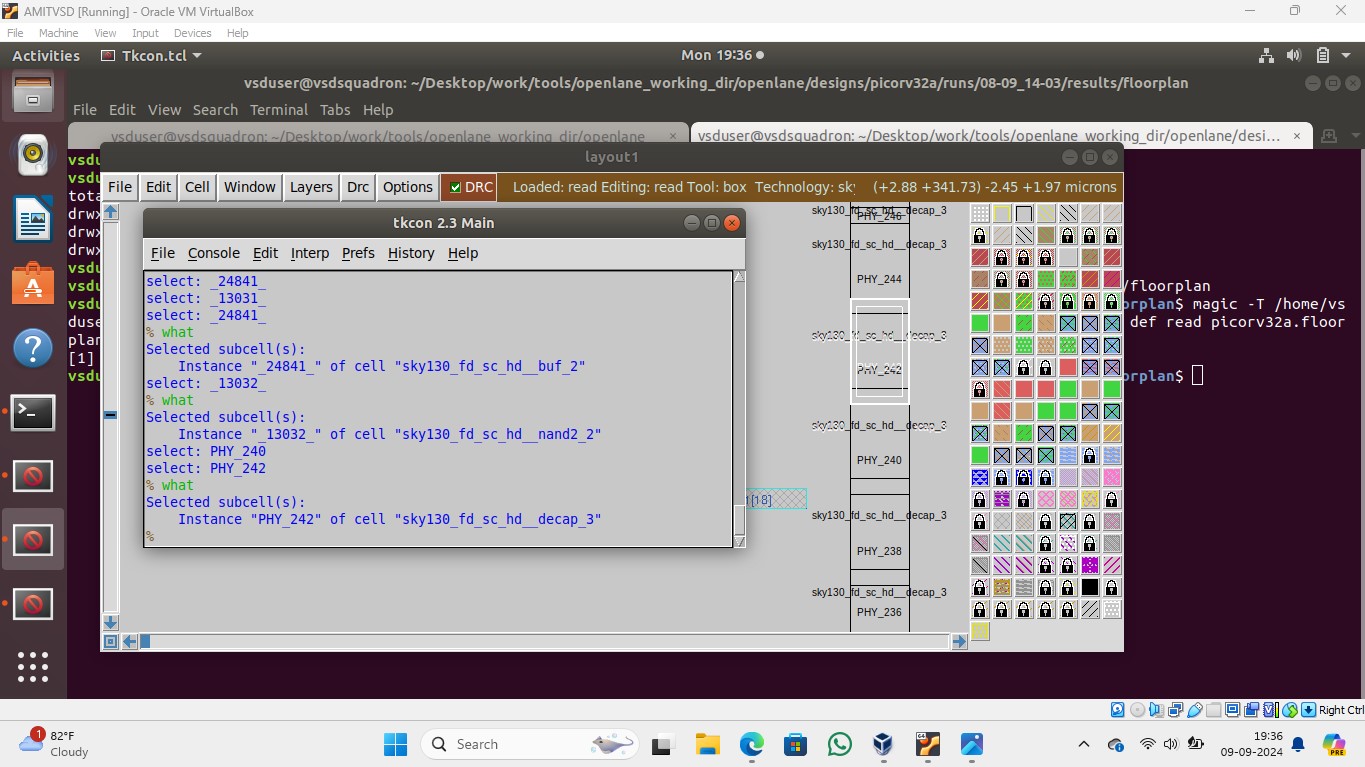 AMITVSD [Running] - Oracle VM VirtualBox
File Machine View Input Devices Help
Activities Tkcon.tcl Mon 19:36
vsduser@vsdsquadron: ~/Desktop/work/tools/openlane_working_dir/openlane/designs/picorv32a/runs/08-09_14-03/results/floorplan
File Edit View Search Terminal Tabs Help
vsduser@vsdsquadron: ~/Desktop/work/tools/openlane_working_dir/openlane × vsduser@vsdsquadron: ~/Desktop/work/tools/openlane_working_dir/openlane/desi... ×
layout1
File Edit Cell Window Layers Drc Options DRC Loaded: read Editing: read Tool: box Technology: sky (+2.88 +341.73) -2.45 +1.97 microns
vsdu
vsdu
tota
drwx
drwx
drwx
vsdu
vsdu
vsdu
duse
plan
[1]
vsdu
/floorplan
orplan$ magic -T /home/vs
def read picorv32a.floor
orplan$
tkcon 2.3 Main
File Console Edit Interp Prefs History Help
select: _24841_
select: _13031_
select: _24841_
% what
Selected subcell(s):
Instance "_24841_" of cell "sky130_fd_sc_hd__buf_2"
select: _13032_
% what
Selected subcell(s):
Instance "_13032_" of cell "sky130_fd_sc_hd__nand2_2"
select: PHY_240
select: PHY_242
% what
Selected subcell(s):
Instance "PHY_242" of cell "sky130_fd_sc_hd__decap_3"
%
sky130_fd_sc_hd__decap_3
PHY_246
sky130_fd_sc_hd__decap_3
PHY_244
sky130_fd_sc_hd__decap_3
PHY_242
sky130_fd_sc_hd__decap_3
PHY_240
[18]
sky130_fd_sc_hd__decap_3
PHY_238
sky130_fd_sc_hd__decap_3
PHY_236
Right Ctrl
1
82°F
Cloudy
Search
64
PRE
19:36
09-09-2024